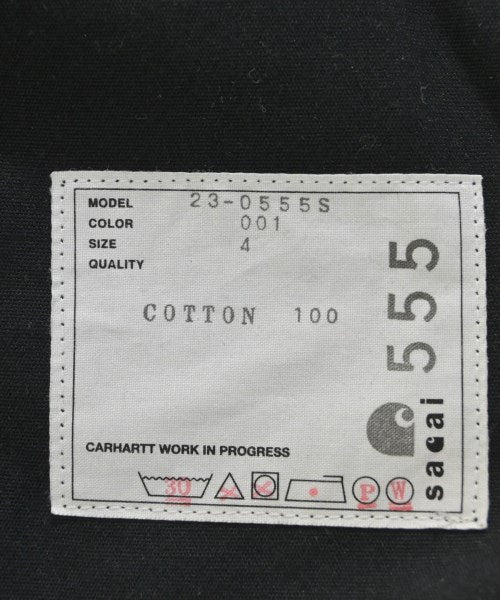 MODEL 23-0555S
COLOR 001
SIZE 4
QUALITY
COTTON 100
CARHARTT WORK IN PROGRESS
30 P W
555
sacai